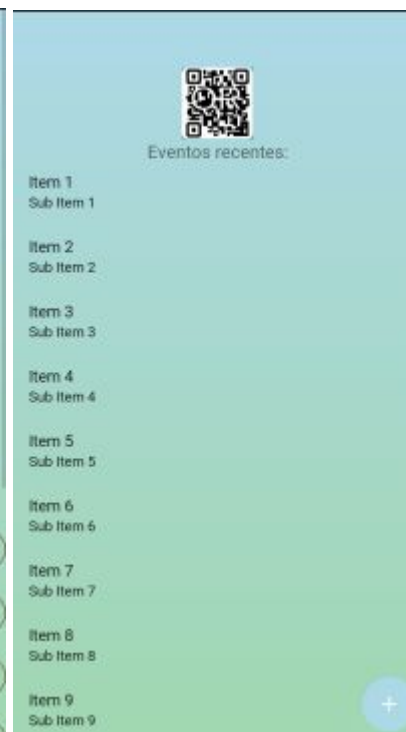 Eventos recentes:
Item 1
Sub Item 1
Item 2
Sub Item 2
Item 3
Sub Item 3
Item 4
Sub Item 4
Item 5
Sub Item 5
Item 6
Sub Item 6
Item 7
Sub Item 7
Item 8
Sub Item 8
Item 9
Sub Item 9
+